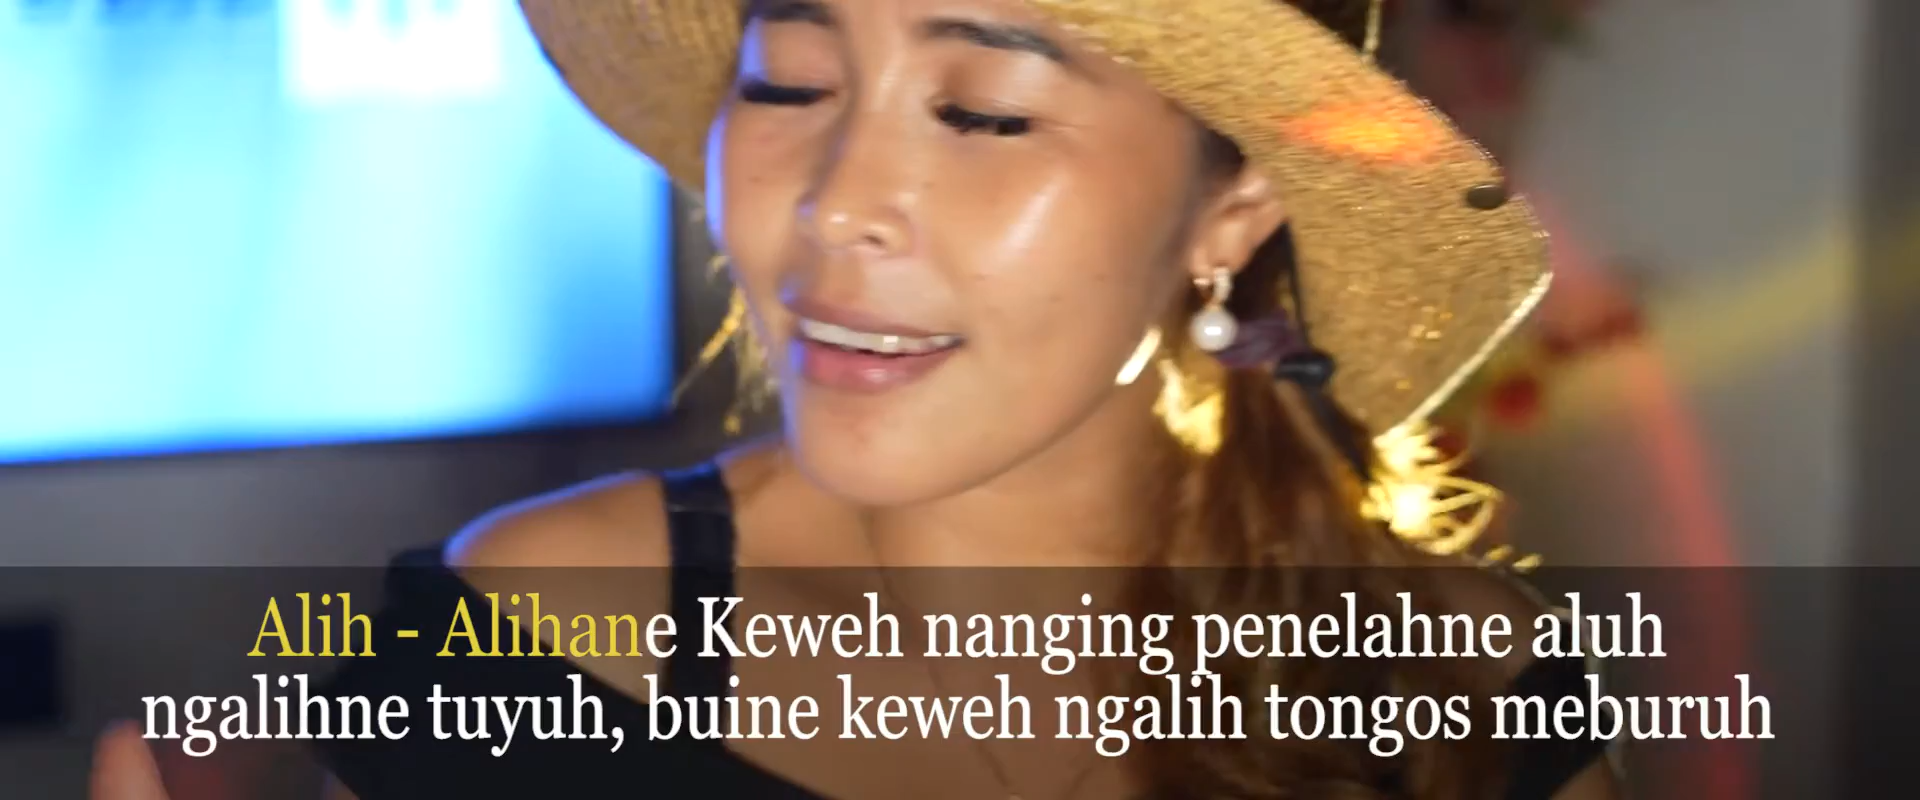 Alih - Alihane Keweh nanging penelahne aluh
ngalihne tuyuh, buine keweh ngalih tongos meburuh